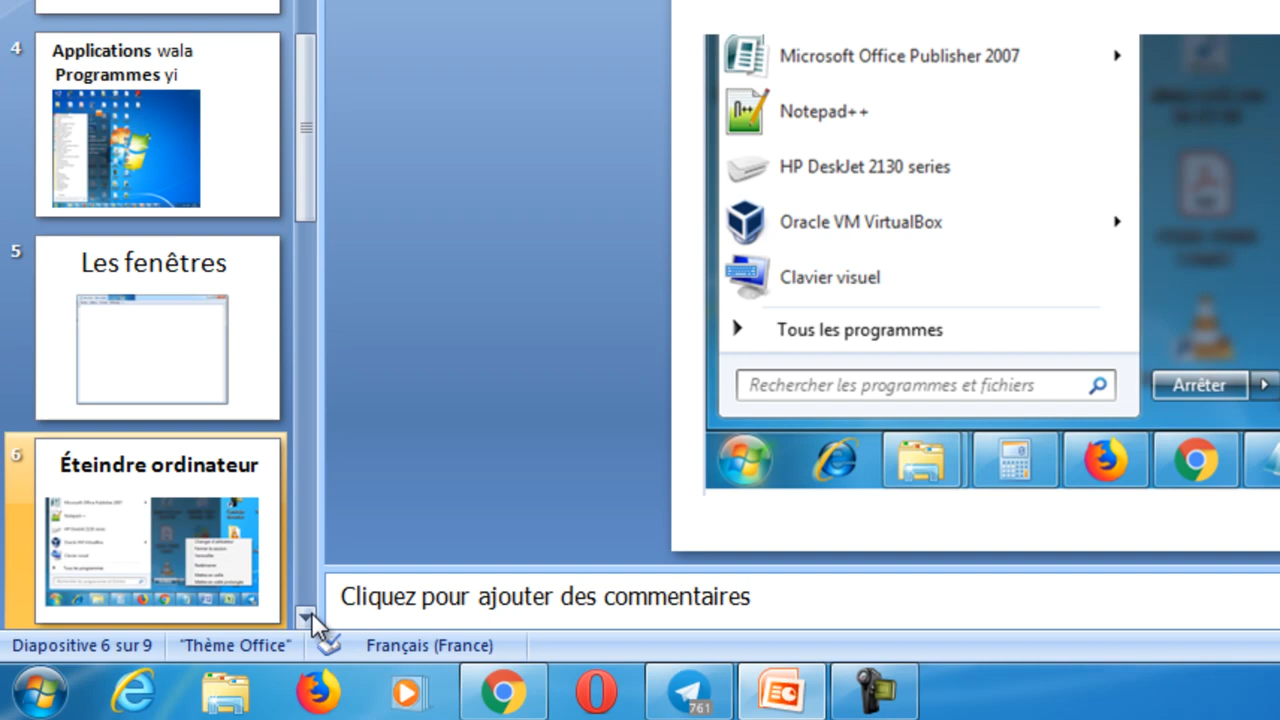 4
Applications wala
Programmes yi
5
Les fenêtres
6
Éteindre ordinateur
Microsoft Office Publisher 2007
Notepad++
HP DeskJet 2130 series
Oracle VM VirtualBox
Clavier visuel
Tous les programmes
Rechercher les programmes et fichiers
Arrêter
Cliquez pour ajouter des commentaires
Diapositive 6 sur 9
"Thème Office"
Français (France)
761